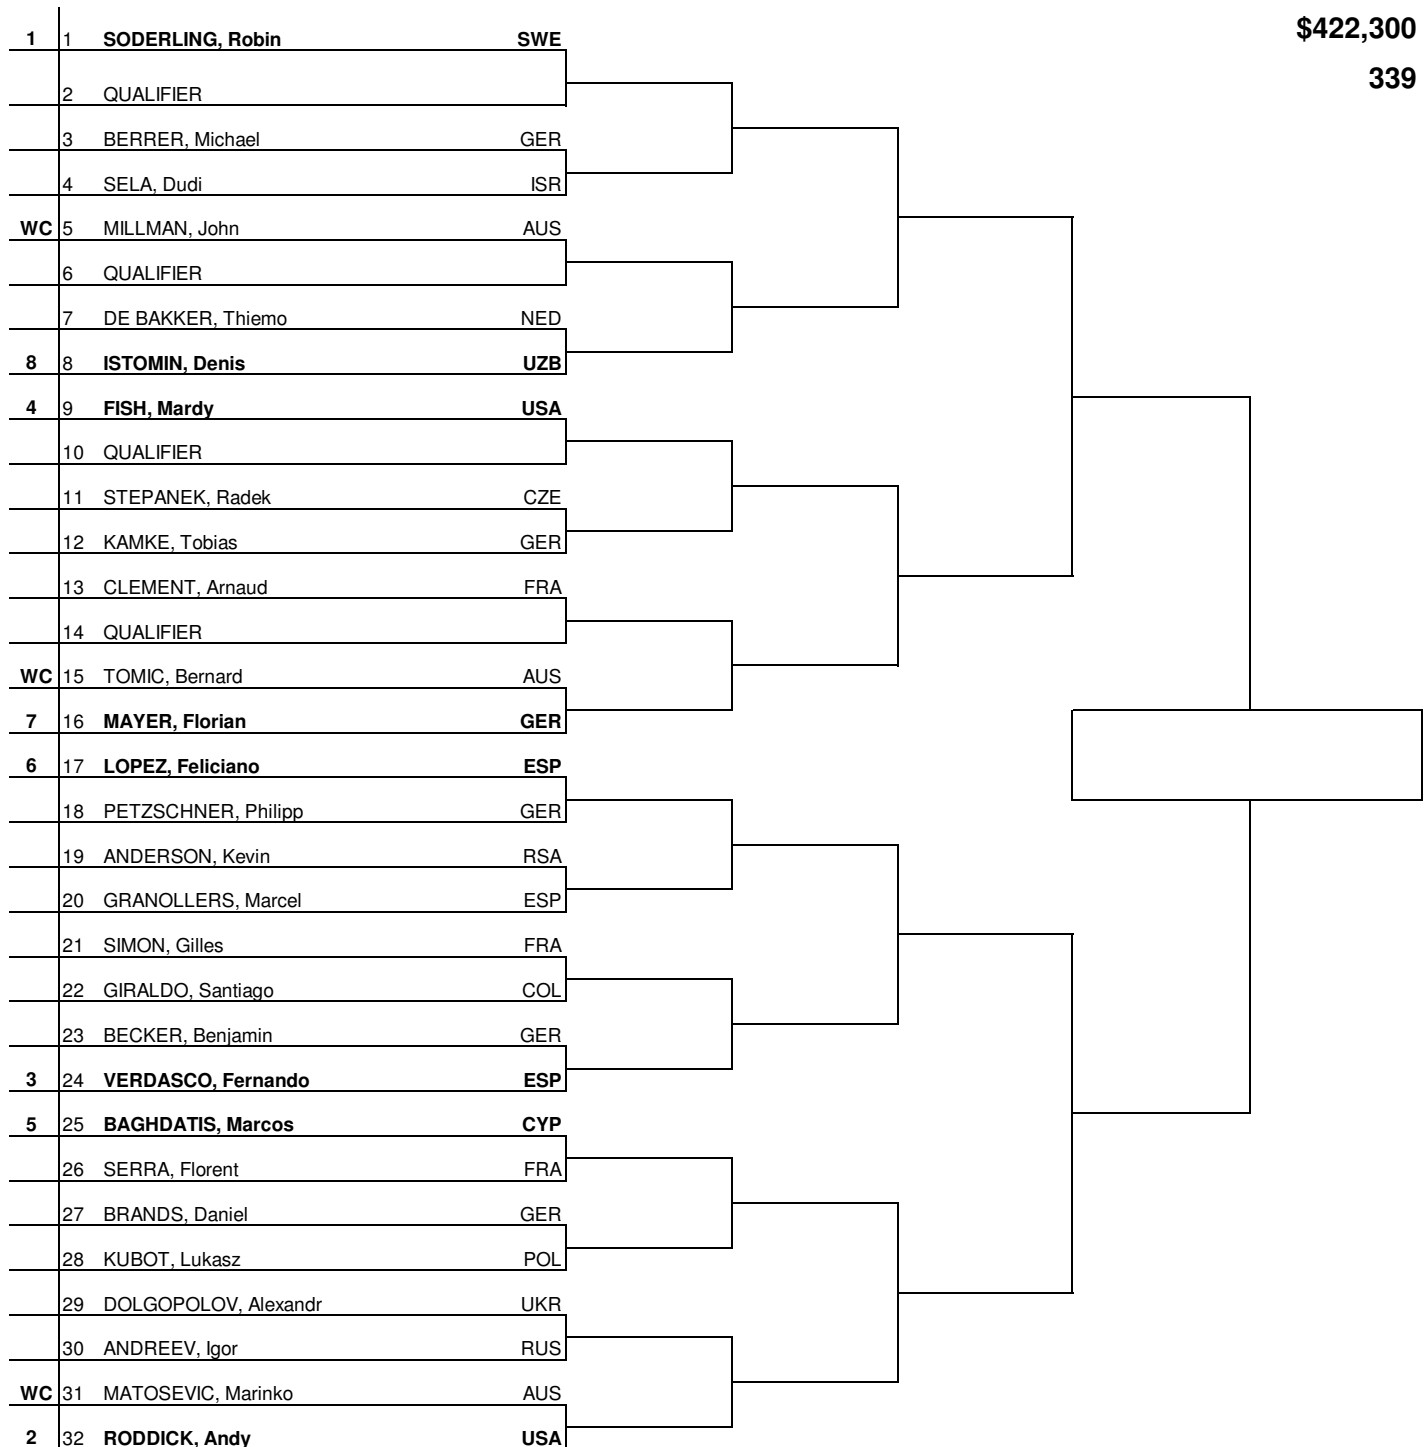 $422,300
339
1 1 SODERLING, Robin SWE
2 QUALIFIER
3 BERRER, Michael GER
4 SELA, Dudi ISR
WC 5 MILLMAN, John AUS
6 QUALIFIER
7 DE BAKKER, Thiemo NED
8 8 ISTOMIN, Denis UZB
4 9 FISH, Mardy USA
10 QUALIFIER
11 STEPANEK, Radek CZE
12 KAMKE, Tobias GER
13 CLEMENT, Arnaud FRA
14 QUALIFIER
WC 15 TOMIC, Bernard AUS
7 16 MAYER, Florian GER
6 17 LOPEZ, Feliciano ESP
18 PETZSCHNER, Philipp GER
19 ANDERSON, Kevin RSA
20 GRANOLLERS, Marcel ESP
21 SIMON, Gilles FRA
22 GIRALDO, Santiago COL
23 BECKER, Benjamin GER
3 24 VERDASCO, Fernando ESP
5 25 BAGHDATIS, Marcos CYP
26 SERRA, Florent FRA
27 BRANDS, Daniel GER
28 KUBOT, Lukasz POL
29 DOLGOPOLOV, Alexandr UKR
30 ANDREEV, Igor RUS
WC 31 MATOSEVIC, Marinko AUS
2 32 RODDICK, Andy USA